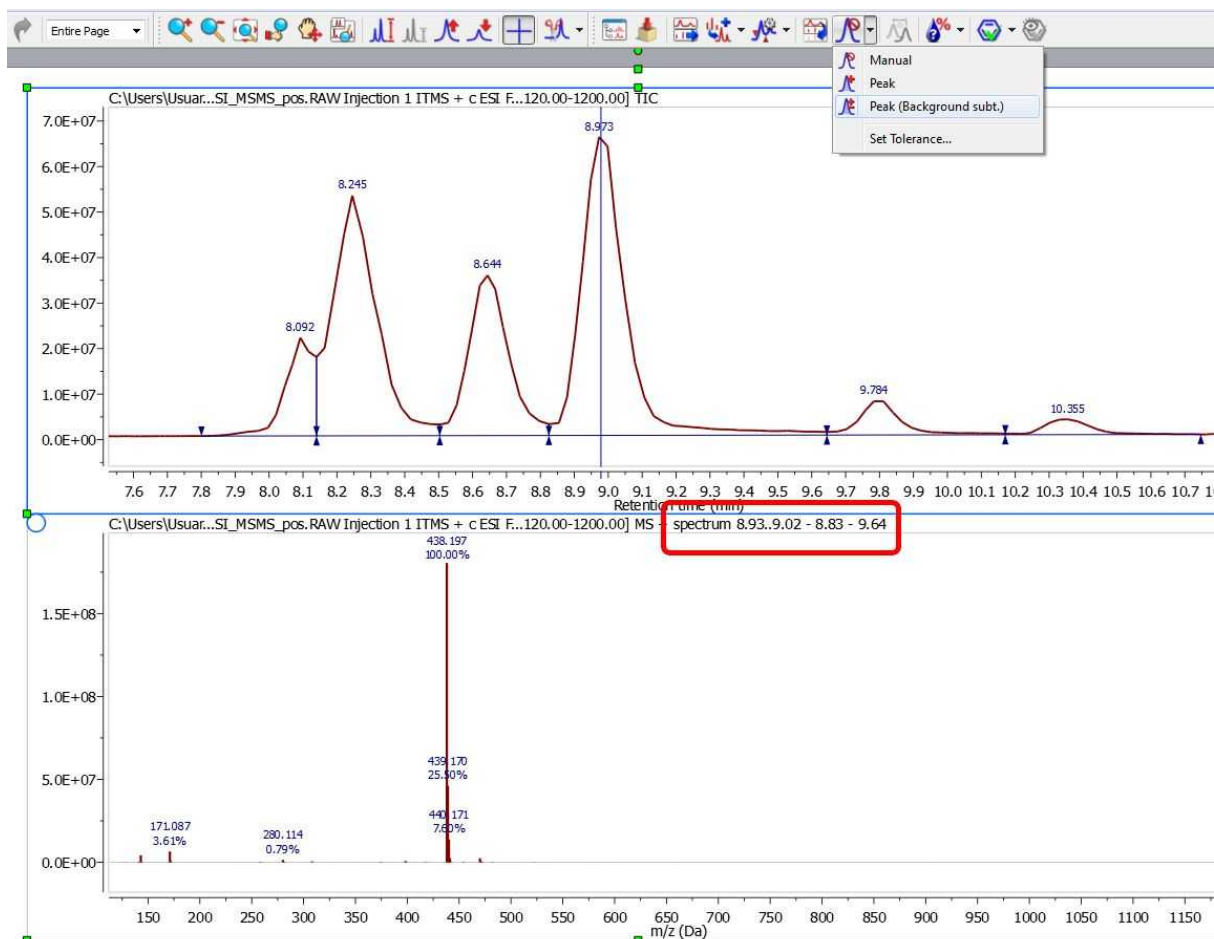 Entire Page
Manual
Peak
Peak (Background subt.)
Set Tolerance...
C:\Users\Usuar...SI_MSMS_pos.RAW Injection 1 ITMS + c ESI F...120.00-1200.00] TIC
7.0E+07
6.0E+07
5.0E+07
4.0E+07
3.0E+07
2.0E+07
1.0E+07
0.0E+00
8.973
8.245
8.644
8.092
9.784
10.355
7.6 7.7 7.8 7.9 8.0 8.1 8.2 8.3 8.4 8.5 8.6 8.7 8.8 8.9 9.0 9.1 9.2 9.3 9.4 9.5 9.6 9.7 9.8 9.9 10.0 10.1 10.2 10.3 10.4 10.5 10.6 10.7
Retention time (min)
C:\Users\Usuar...SI_MSMS_pos.RAW Injection 1 ITMS + c ESI F...120.00-1200.00] MS + spectrum 8.93..9.02 - 8.83 - 9.64
438.197
100.00%
1.5E+08
1.0E+08
5.0E+07
0.0E+00
439.170
25.50%
440.171
7.60%
171.087
3.61%
280.114
0.79%
150 200 250 300 350 400 450 500 550 600 650 700 750 800 850 900 950 1000 1050 1100 1150
m/z (Da)